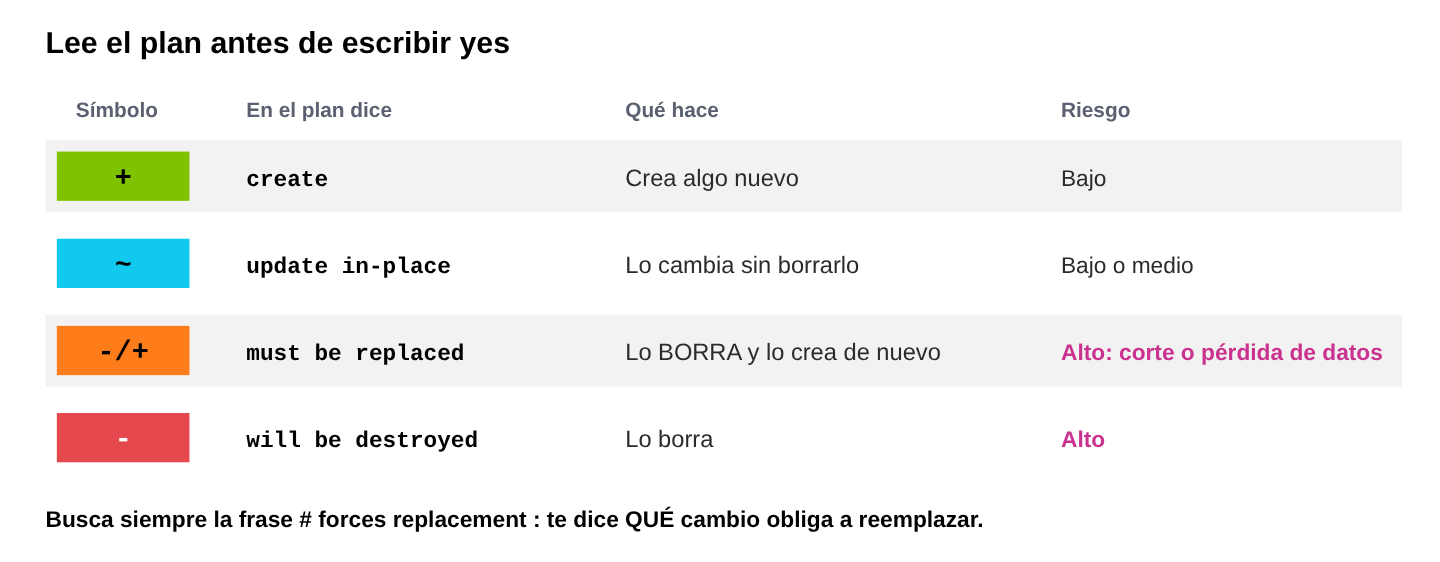 Lee el plan antes de escribir yes
Símbolo En el plan dice Qué hace Riesgo
+ create Crea algo nuevo Bajo
~ update in-place Lo cambia sin borrarlo Bajo o medio
-/+ must be replaced Lo BORRA y lo crea de nuevo Alto: corte o pérdida de datos
- will be destroyed Lo borra Alto
Busca siempre la frase # forces replacement : te dice QUÉ cambio obliga a reemplazar.